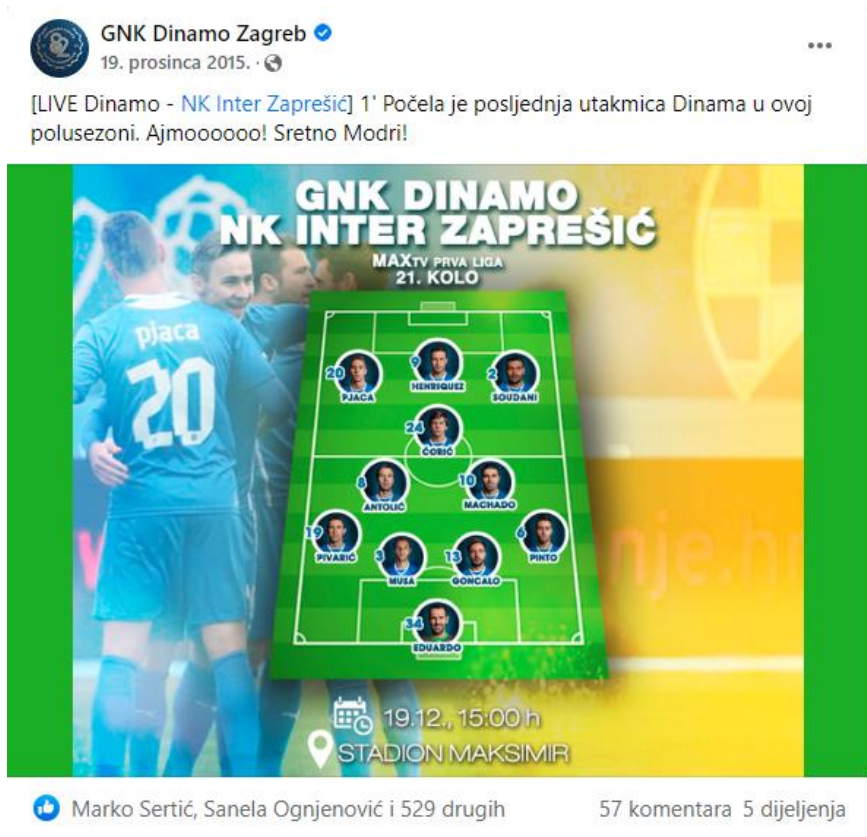 GNK Dinamo Zagreb
19. prosinca 2015. ·
[LIVE Dinamo - NK Inter Zaprešić] 1' Počela je posljednja utakmica Dinama u ovoj
polusezoni. Ajmoooooo! Sretno Modri!
GNK DINAMO
NK INTER ZAPREŠIĆ
MAXTV PRVA LIGA
21. KOLO
pjaca
20
20
PJACA
9
HENRIQUEZ
2
SOUDANI
24
ĆORIĆ
8
ANTOLIĆ
10
MACHADO
19
PIVARIĆ
3
MUSA
13
GONCALO
6
PINTO
34
EDUARDO
nje.hr
19.12., 15:00 h
STADION MAKSIMIR
Marko Sertić, Sanela Ognjenović i 529 drugih
57 komentara 5 dijeljenja